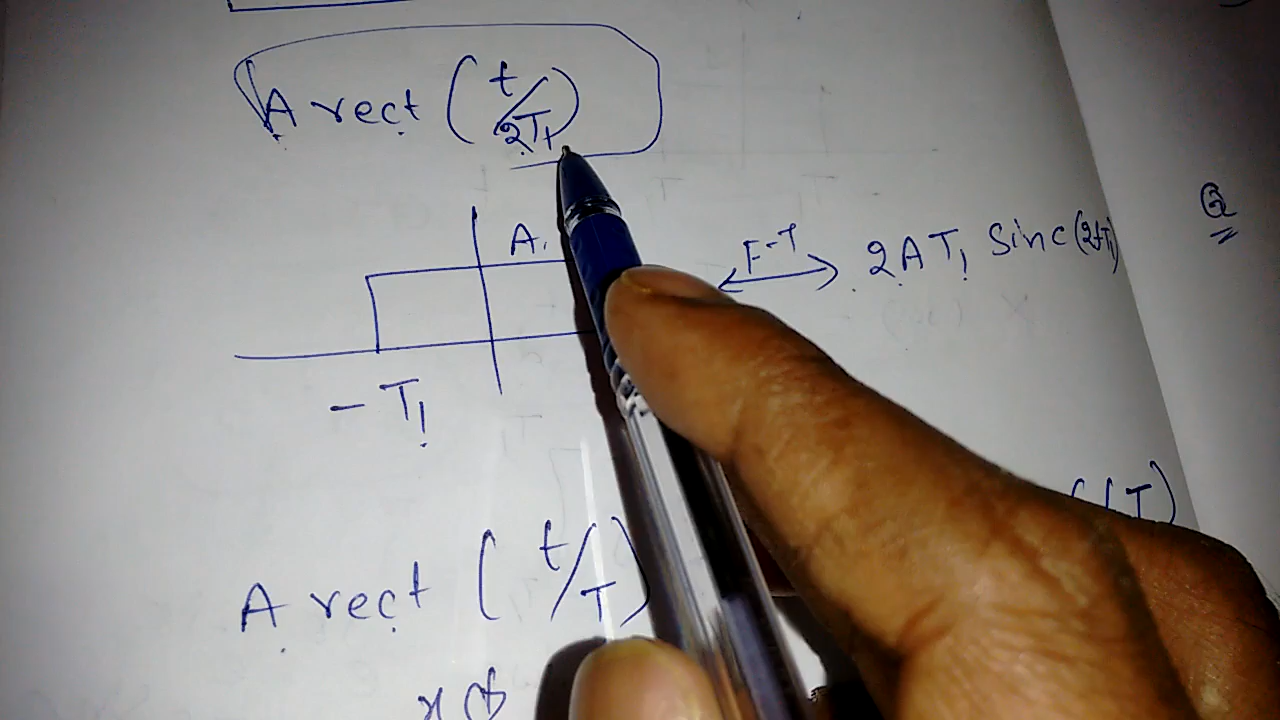 A rect (t/2T1)
A.
F-T 2AT1 Sinc(2fT1)
Q
- T1
A rect (t/T)